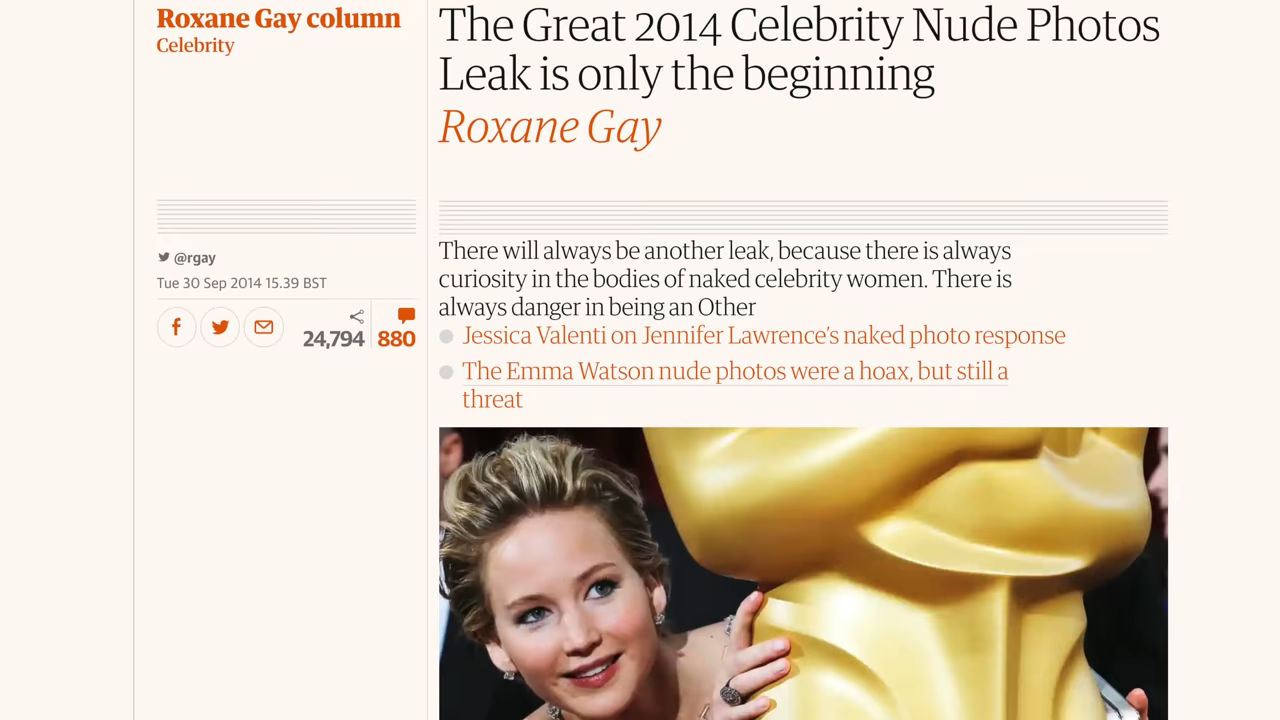 Roxane Gay column
Celebrity
The Great 2014 Celebrity Nude Photos
Leak is only the beginning
Roxane Gay
@rgay
Tue 30 Sep 2014 15.39 BST
24,794
880
There will always be another leak, because there is always
curiosity in the bodies of naked celebrity women. There is
always danger in being an Other
Jessica Valenti on Jennifer Lawrence's naked photo response
The Emma Watson nude photos were a hoax, but still a
threat